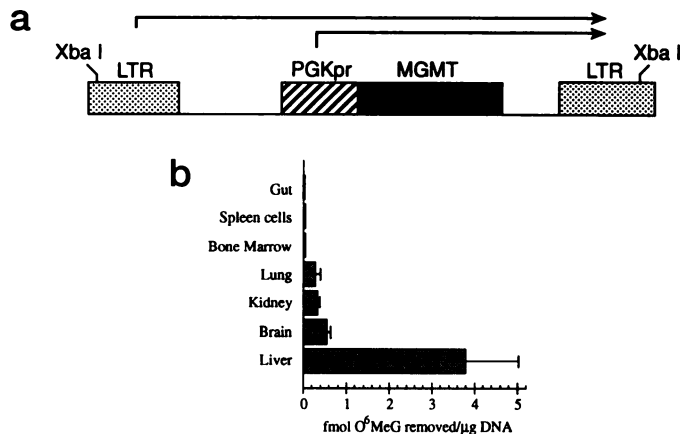 a
Xba I
LTR
PGKpr
MGMT
LTR
Xba I
b
Gut
Spleen cells
Bone Marrow
Lung
Kidney
Brain
Liver
0 1 2 3 4 5
fmol O⁶MeG removed/µg DNA